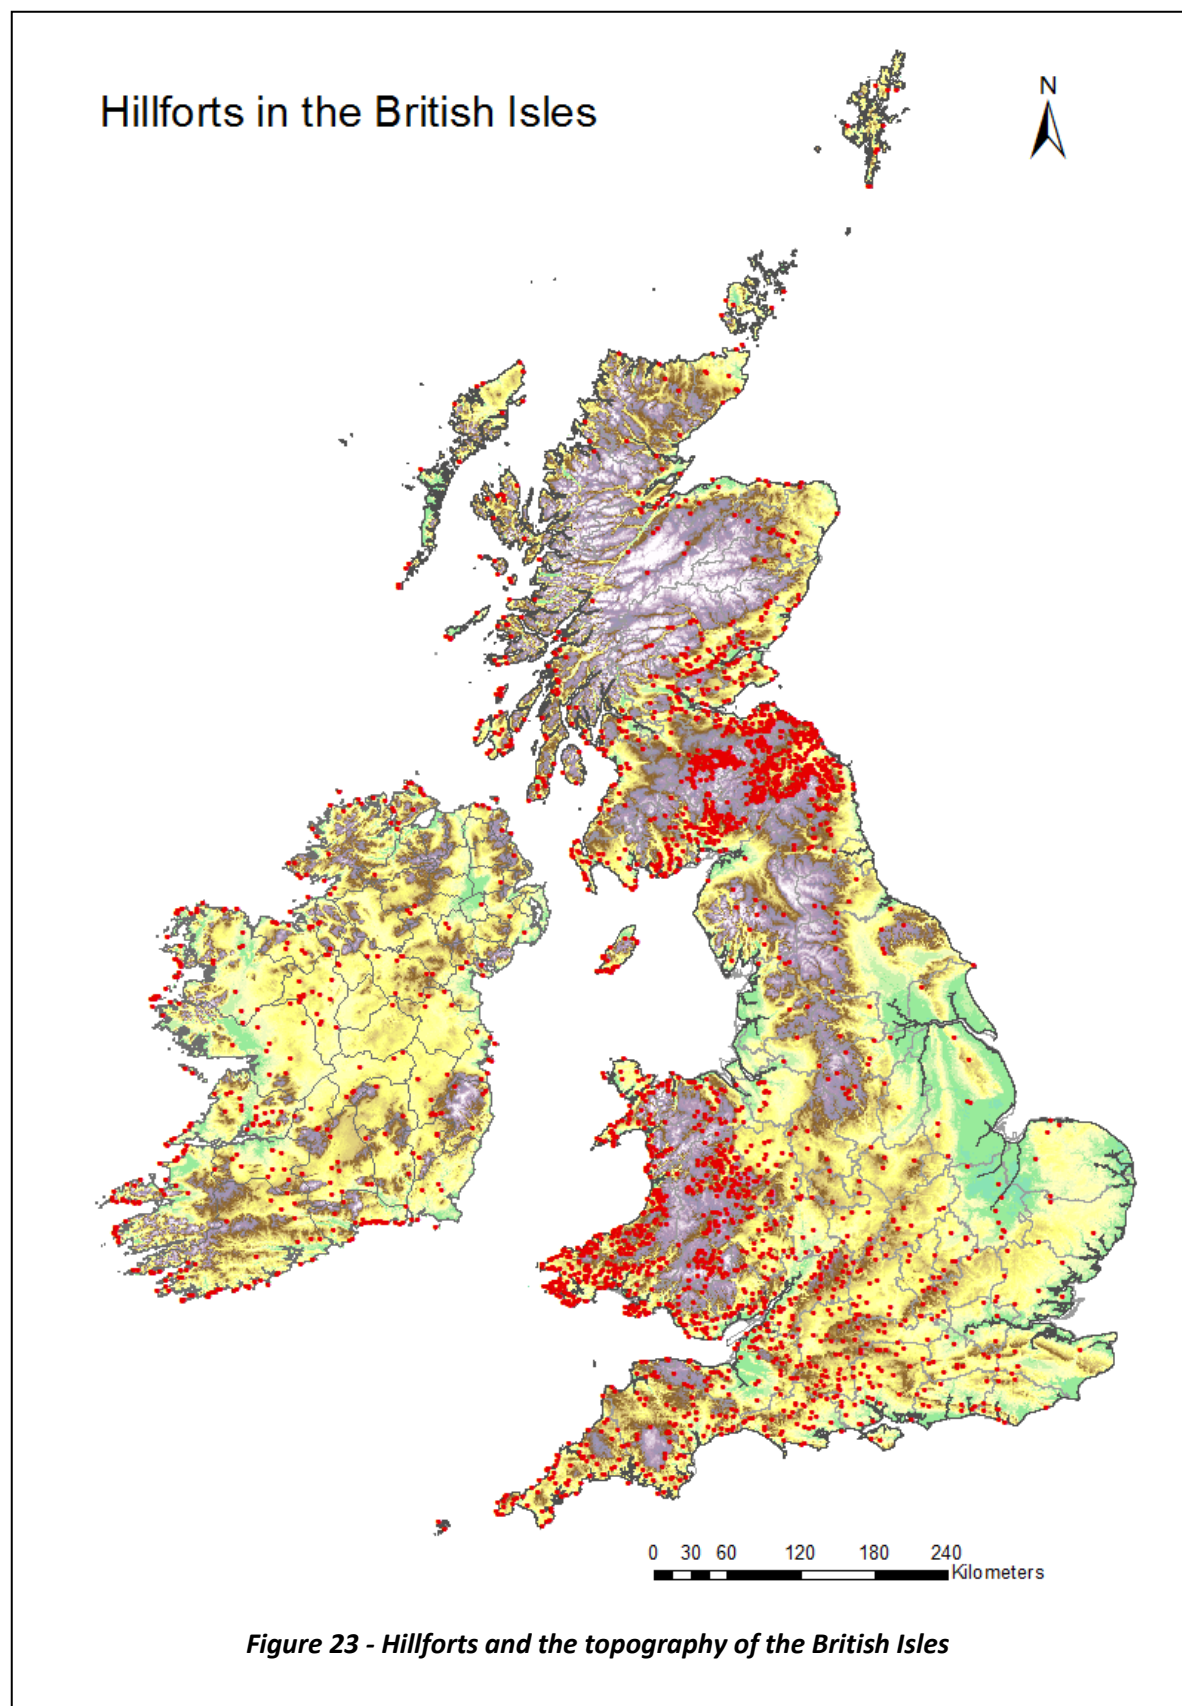 Hillforts in the British Isles
N
0 30 60 120 180 240
Kilometers
Figure 23 - Hillforts and the topography of the British Isles